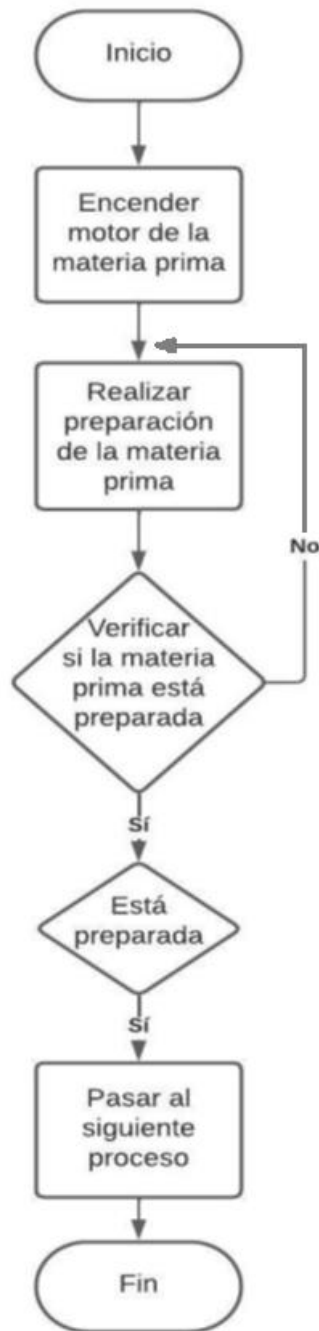 Inicio
Encender
motor de la
materia prima
Realizar
preparación
de la materia
prima
No
Verificar
si la materia
prima está
preparada
Sí
Está
preparada
Sí
Pasar al
siguiente
proceso
Fin